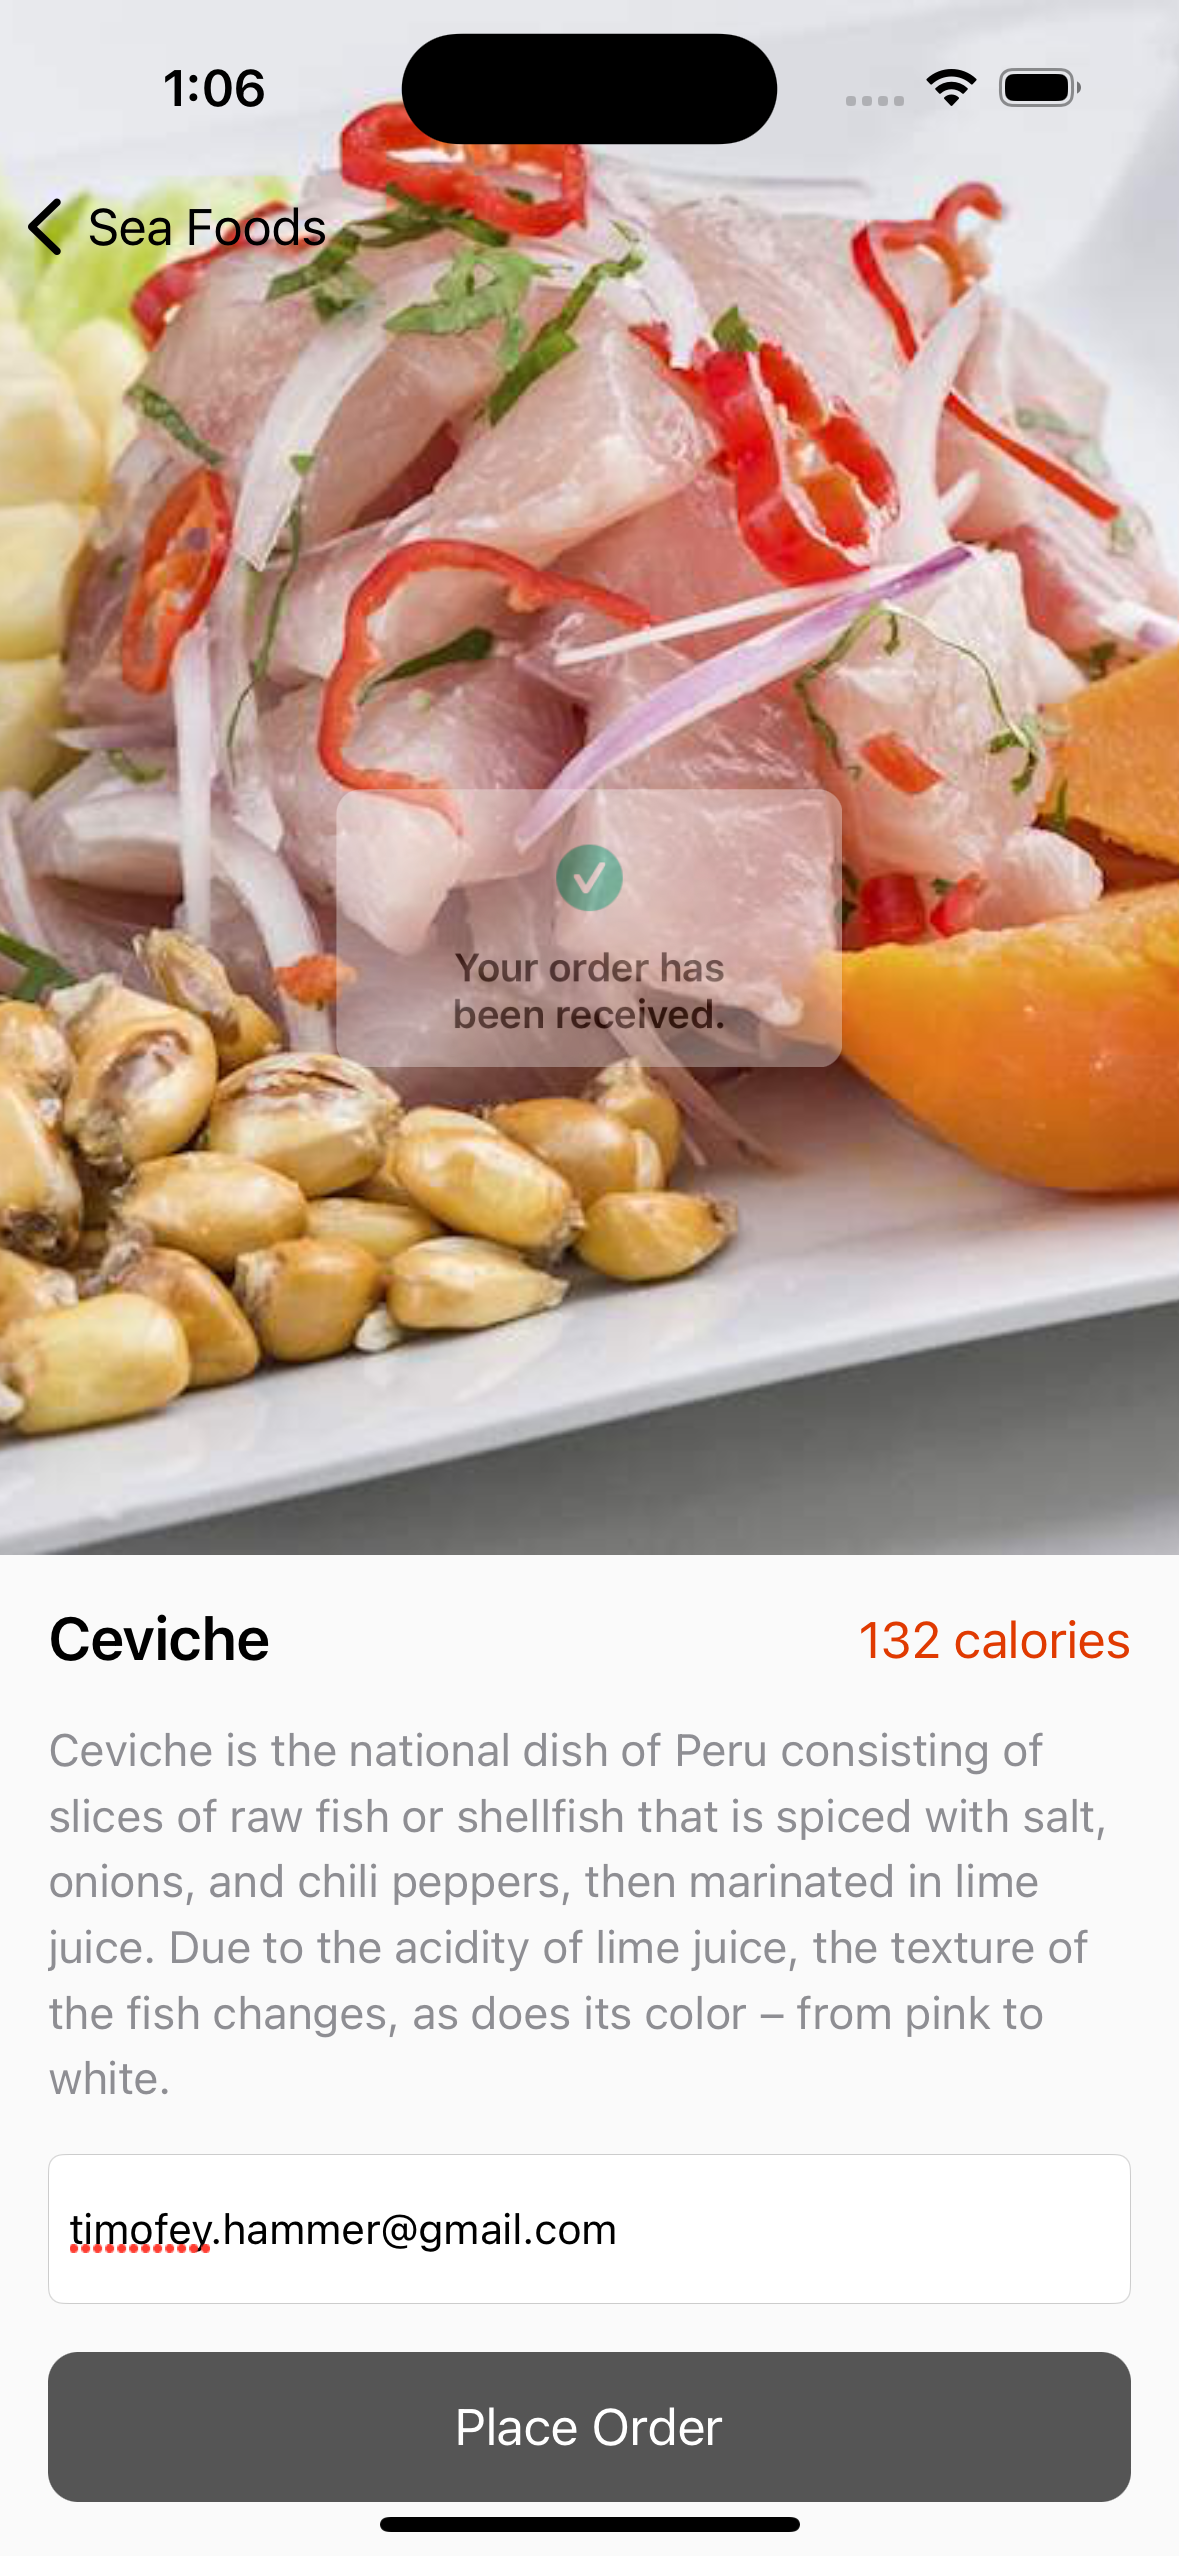 1:06
Sea Foods
Your order has
been received.
Ceviche
132 calories
Ceviche is the national dish of Peru consisting of
slices of raw fish or shellfish that is spiced with salt,
onions, and chili peppers, then marinated in lime
juice. Due to the acidity of lime juice, the texture of
the fish changes, as does its color – from pink to
white.
timofey.hammer@gmail.com
Place Order